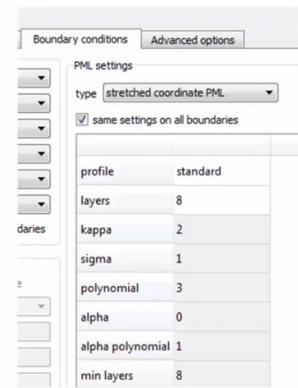 Boundary conditions
Advanced options
PML settings
type stretched coordinate PML
same settings on all boundaries
profile standard
layers 8
daries
kappa 2
sigma 1
polynomial 3
alpha 0
alpha polynomial 1
min layers 8